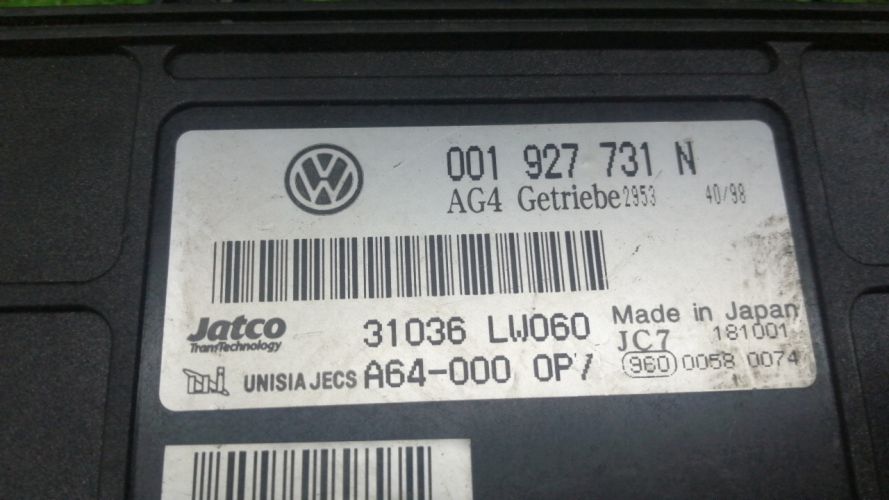 001 927 731 N
AG4 Getriebe 2953 40/98
Jatco 31036 LW060 Made in Japan
TransTechnology JC7 181001
UNISIA JECS A64-000 0P7 960 0058 0074